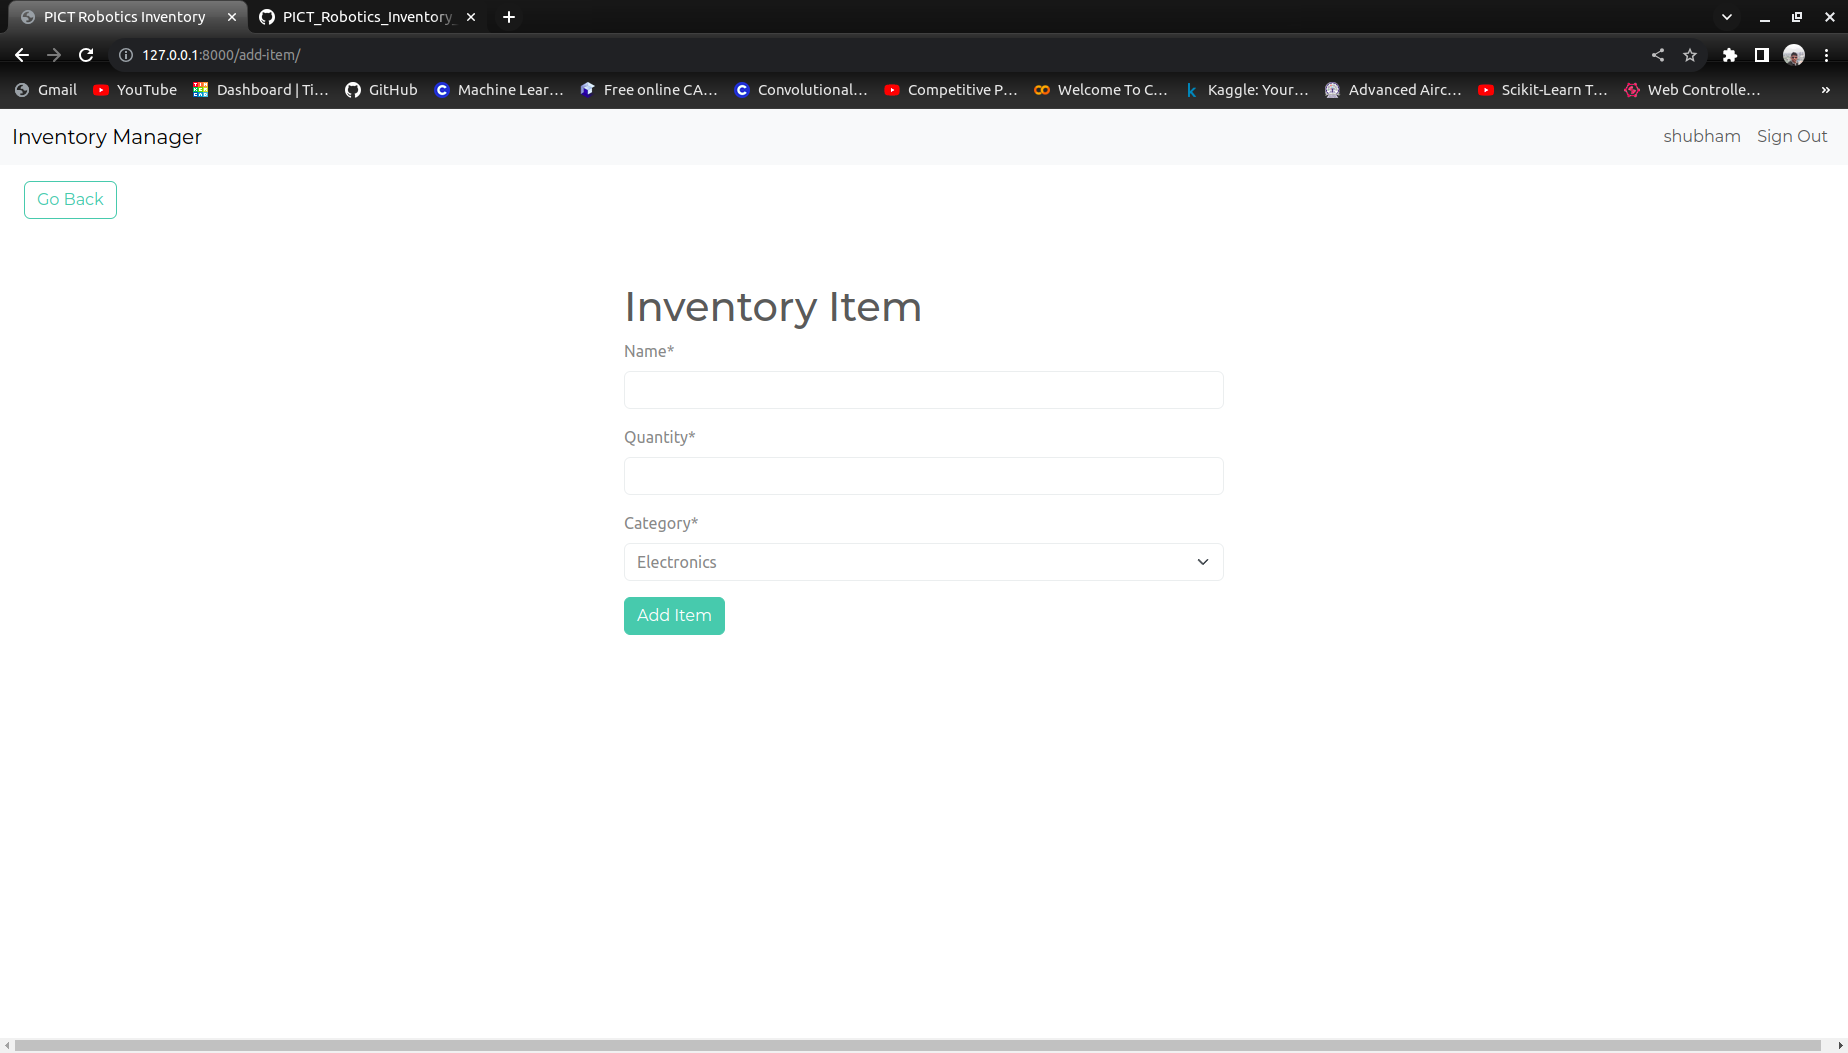 PICT Robotics Inventory
PICT_Robotics_Inventory_
127.0.0.1:8000/add-item/
Gmail YouTube Dashboard | Ti... GitHub Machine Lear... Free online CA... Convolutional... Competitive P... Welcome To C... Kaggle: Your... Advanced Airc... Scikit-Learn T... Web Controlle... »
Inventory Manager
shubham Sign Out
Go Back
Inventory Item
Name*
Quantity*
Category*
Electronics
Add Item